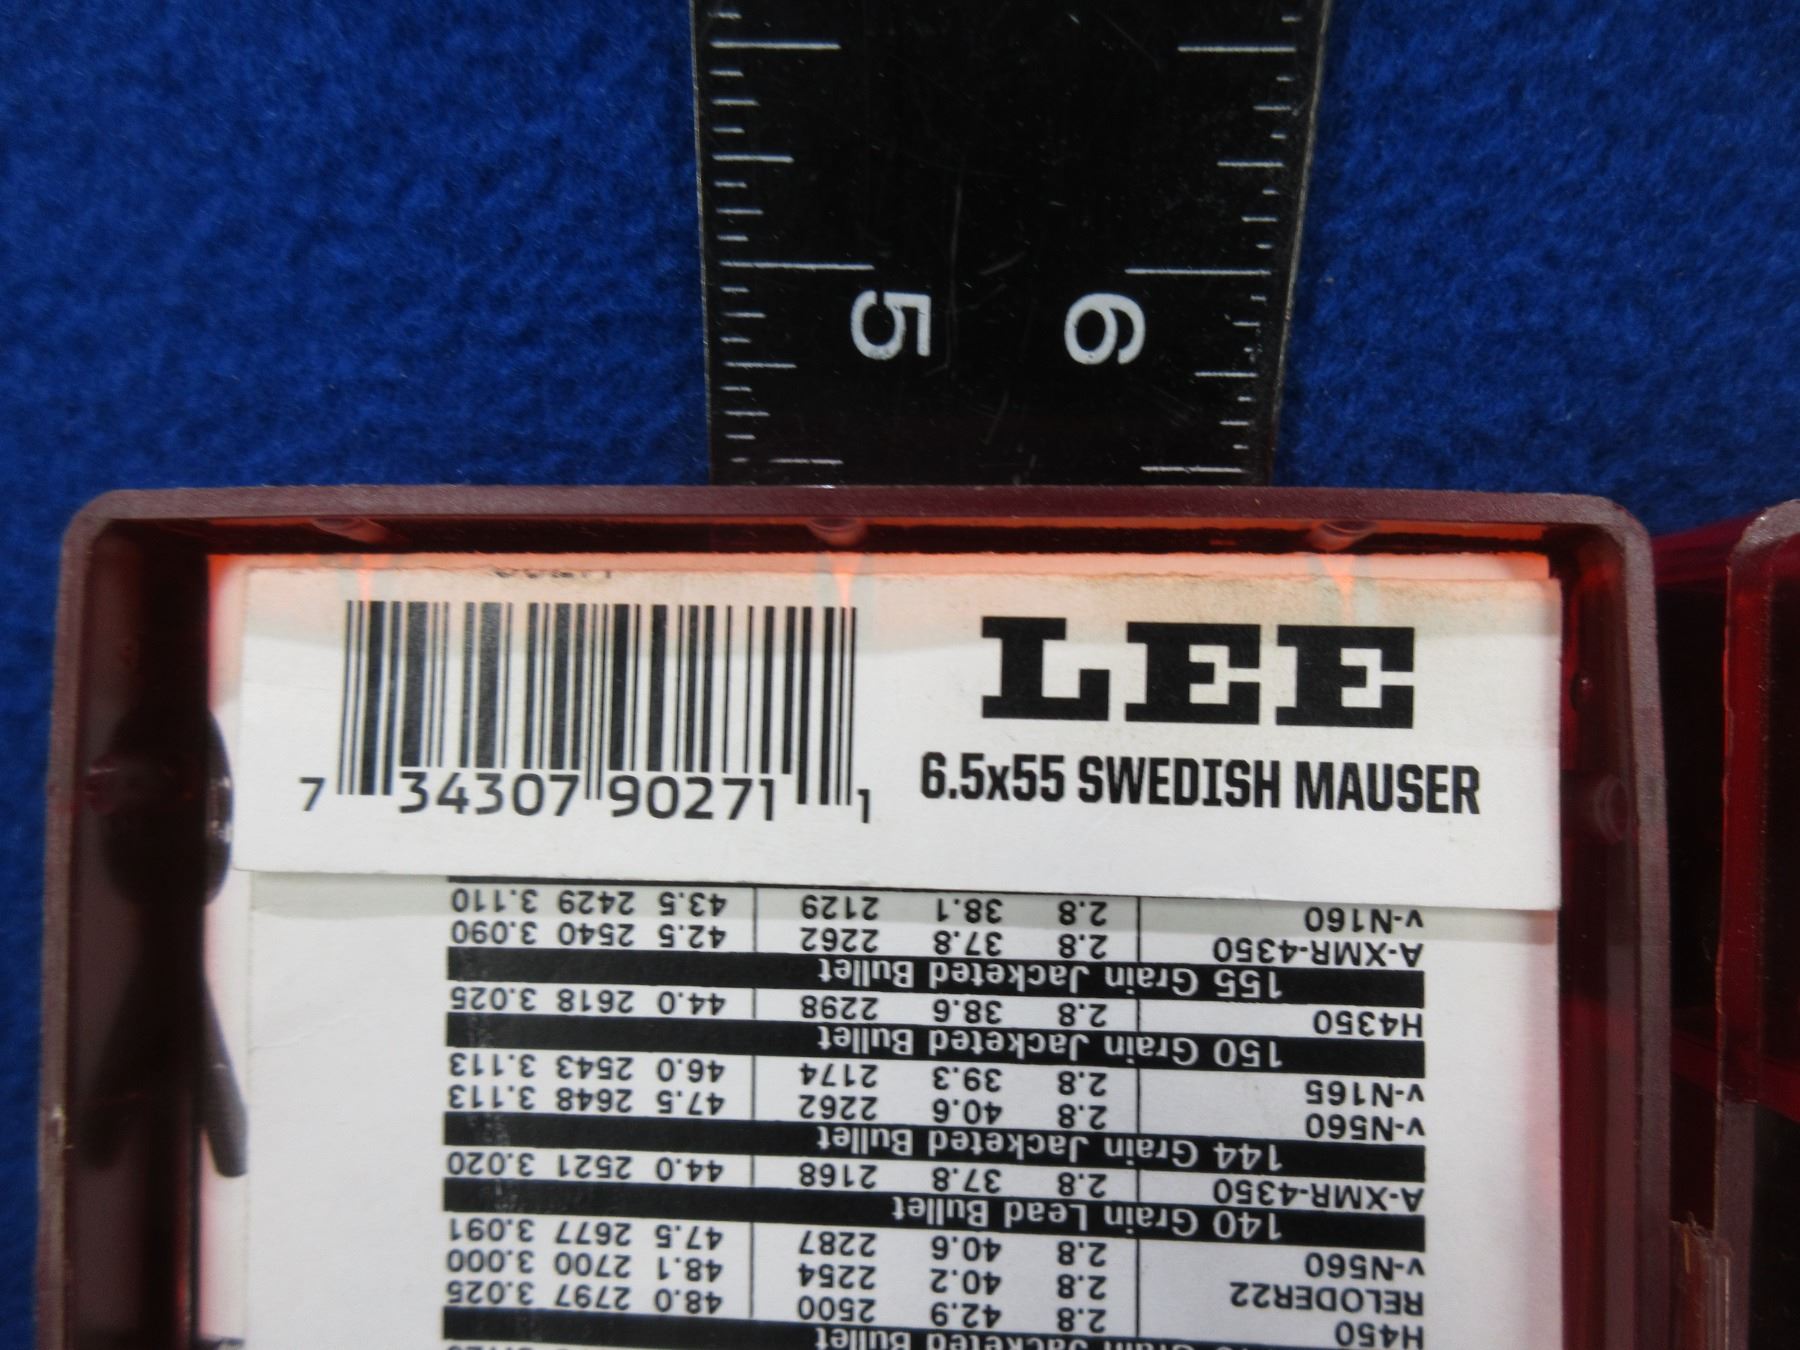 5 6
LEE
7 34307 90271 1
6.5x55 SWEDISH MAUSER
H450 2.8 42.9 2500 48.0 2797 3.025
RELODER22 2.8 40.2 2254 48.1 2700 3.000
v-N560 2.8 40.6 2287 47.5 2677 3.091
140 Grain Lead Bullet
A-XMR-4350 2.8 37.8 2168 44.0 2521 3.020
144 Grain Jacketed Bullet
v-N560 2.8 40.6 2262 47.5 2648 3.113
v-N165 2.8 39.3 2174 46.0 2543 3.113
150 Grain Jacketed Bullet
H4350 2.8 38.6 2298 44.0 2618 3.025
155 Grain Jacketed Bullet
A-XMR-4350 2.8 37.8 2262 42.5 2540 3.090
v-N160 2.8 38.1 2129 43.5 2429 3.110